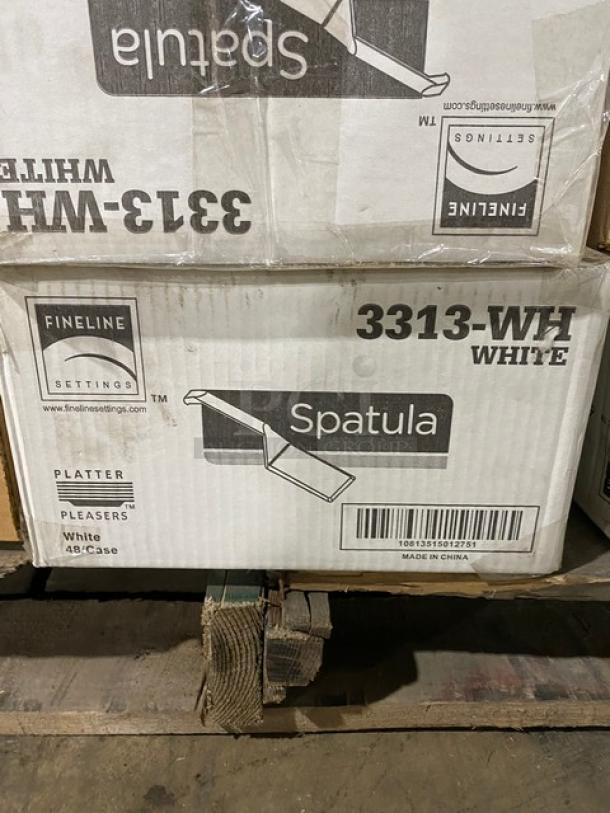 Spatula
www.finelinesettings.com
TM
FINELINE
SETTINGS
3313-WH
WHITE
FINELINE
SETTINGS
TM
www.finelinesettings.com
3313-WH
WHITE
Spatula
PLATTER
PLEASERS
TM
White
48/Case
10813515012751
MADE IN CHINA